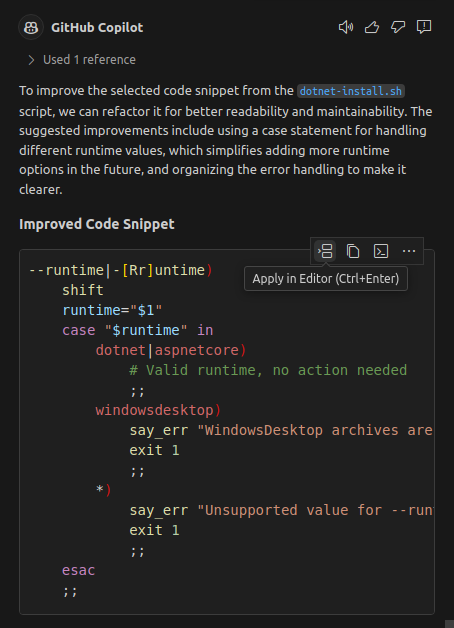 GitHub Copilot
Used 1 reference
To improve the selected code snippet from the dotnet-install.sh
script, we can refactor it for better readability and maintainability. The
suggested improvements include using a case statement for handling
different runtime values, which simplifies adding more runtime
options in the future, and organizing the error handling to make it
clearer.
Improved Code Snippet
Apply in Editor (Ctrl+Enter)
--runtime|-[Rr]untime)
    shift
    runtime="$1"
    case "$runtime" in
        dotnet|aspnetcore)
            # Valid runtime, no action needed
            ;;
        windowsdesktop)
            say_err "WindowsDesktop archives are
            exit 1
            ;;
        *)
            say_err "Unsupported value for --run
            exit 1
            ;;
    esac
    ;;